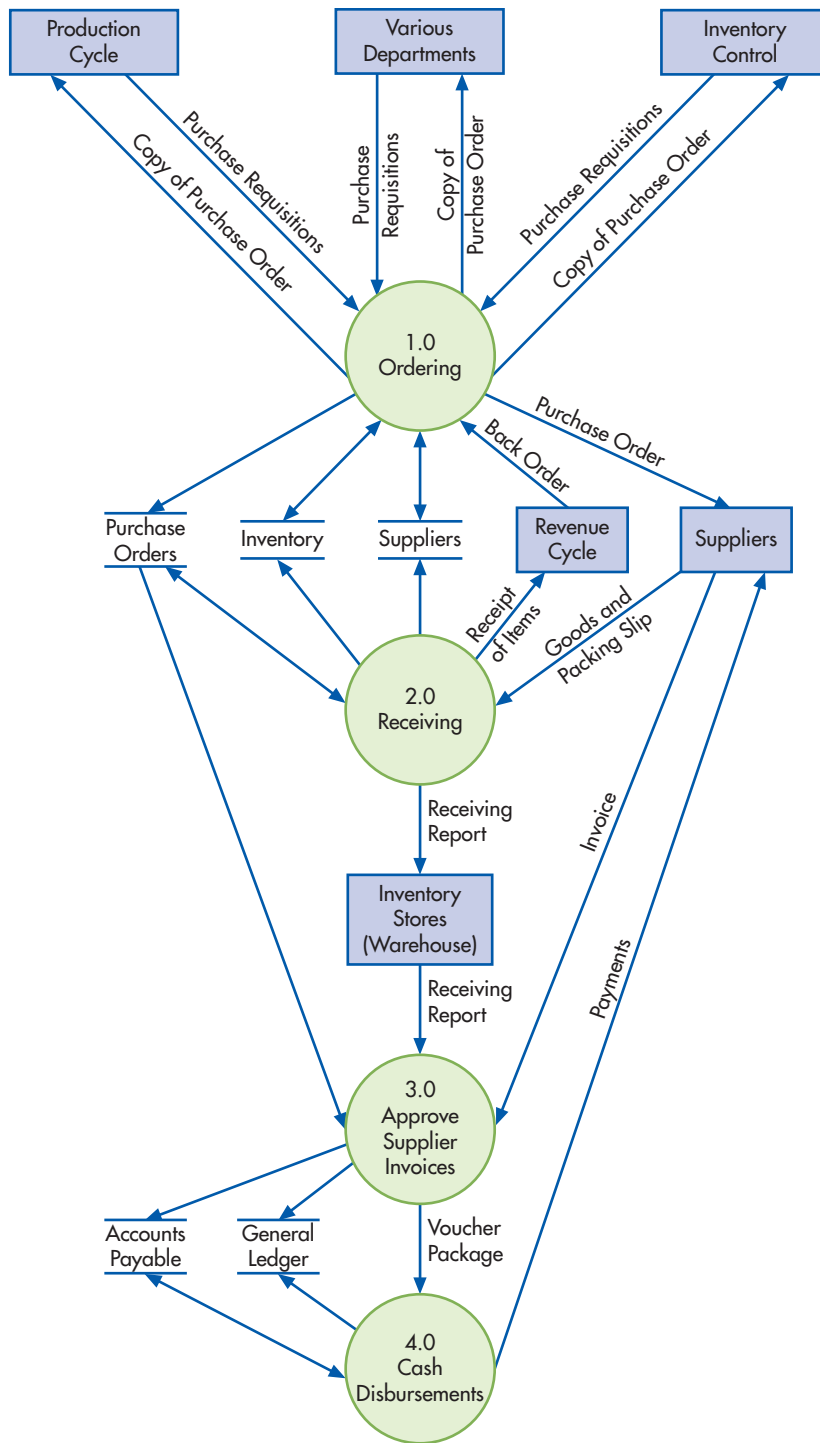 Production
Cycle
Various
Departments
Inventory
Control
Copy of Purchase Order
Purchase Requisitions
Purchase
Requisitions
Copy of
Purchase Order
Purchase Requisitions
Copy of Purchase Order
1.0
Ordering
Purchase Order
Back Order
Purchase
Orders
Inventory
Suppliers
Revenue
Cycle
Suppliers
Receipt
of Items
Goods and
Packing Slip
2.0
Receiving
Receiving
Report
Invoice
Inventory
Stores
(Warehouse)
Payments
Receiving
Report
3.0
Approve
Supplier
Invoices
Accounts
Payable
General
Ledger
Voucher
Package
4.0
Cash
Disbursements